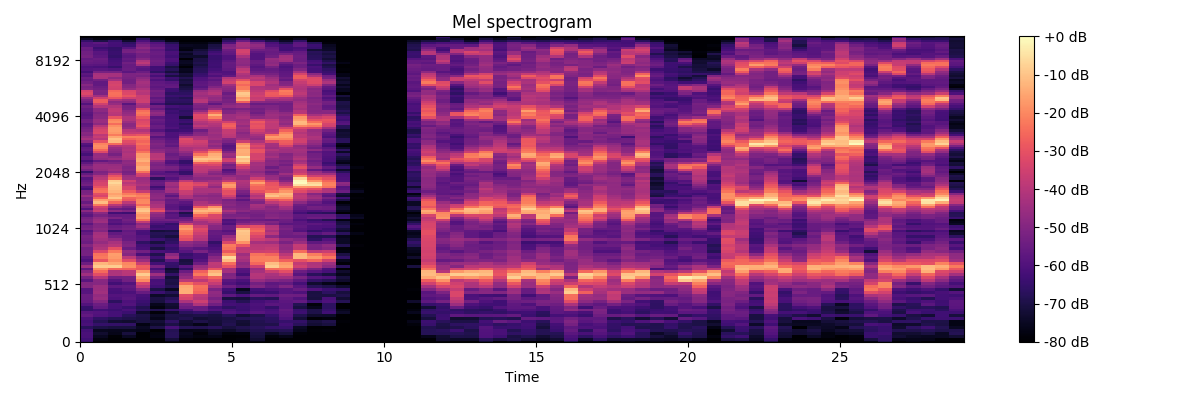 Mel spectrogram
Hz
8192
4096
2048
1024
512
0
0 5 10 15 20 25
Time
+0 dB
-10 dB
-20 dB
-30 dB
-40 dB
-50 dB
-60 dB
-70 dB
-80 dB